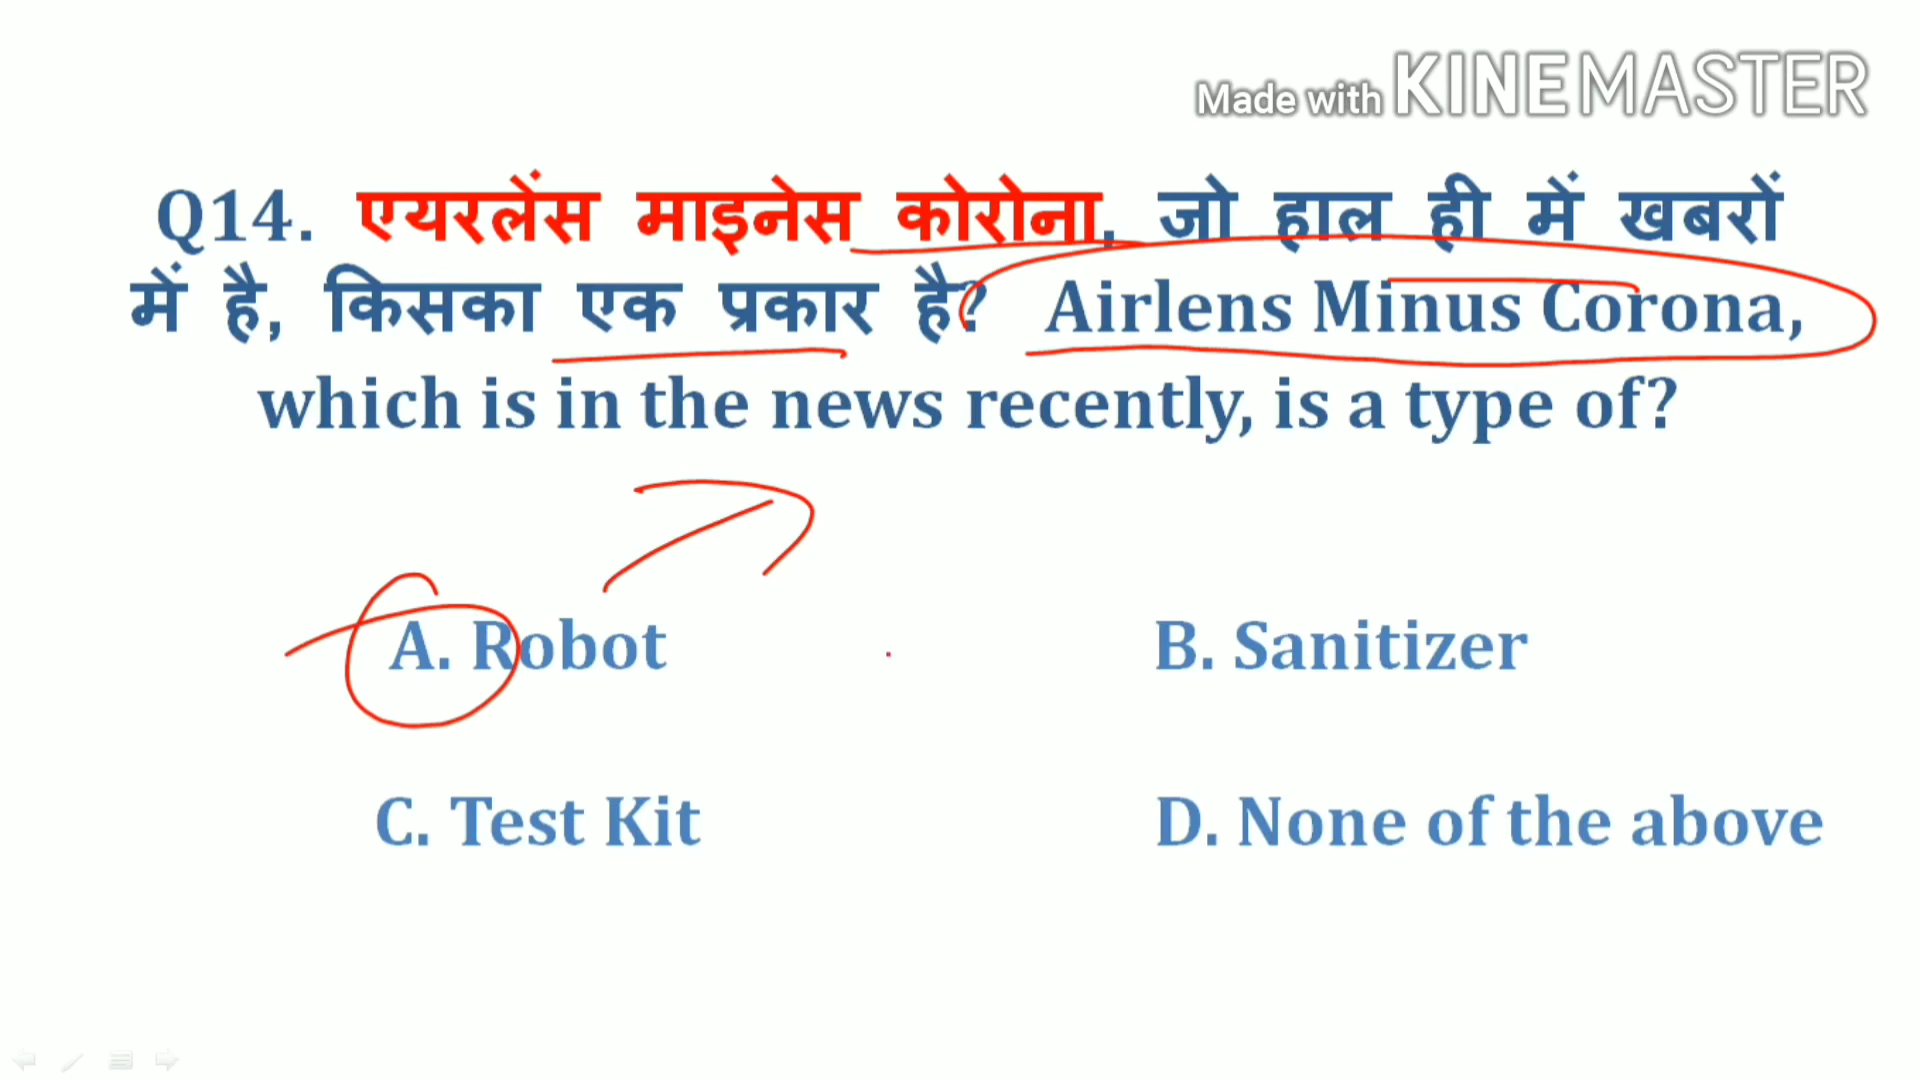 Made with KINEMASTER
Q14. एयरलेंस माइनेस कोरोना, जो हाल ही में खबरों
में है, किसका एक प्रकार है? Airlens Minus Corona,
which is in the news recently, is a type of?
A. Robot B. Sanitizer
C. Test Kit D. None of the above